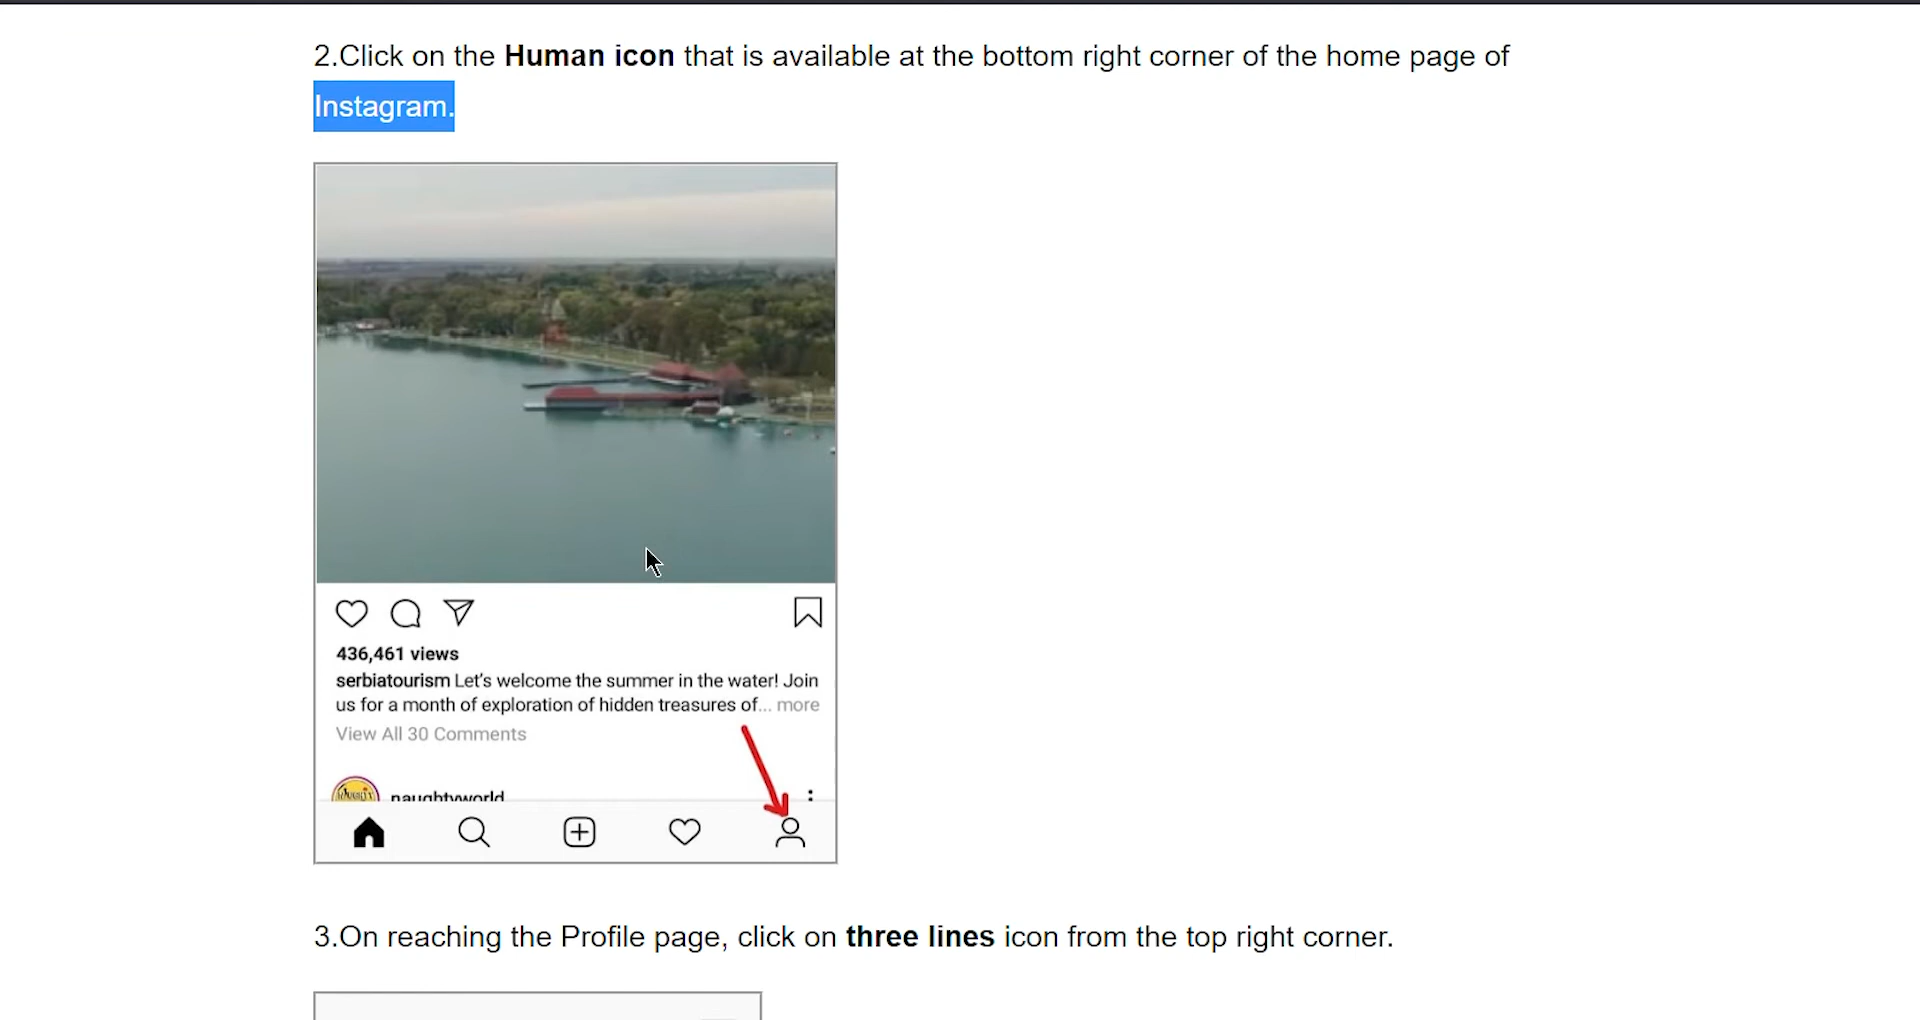 2.Click on the Human icon that is available at the bottom right corner of the home page of
Instagram.
436,461 views
serbiatourism Let's welcome the summer in the water! Join
us for a month of exploration of hidden treasures of... more
View All 30 Comments
naughtyworld
3.On reaching the Profile page, click on three lines icon from the top right corner.